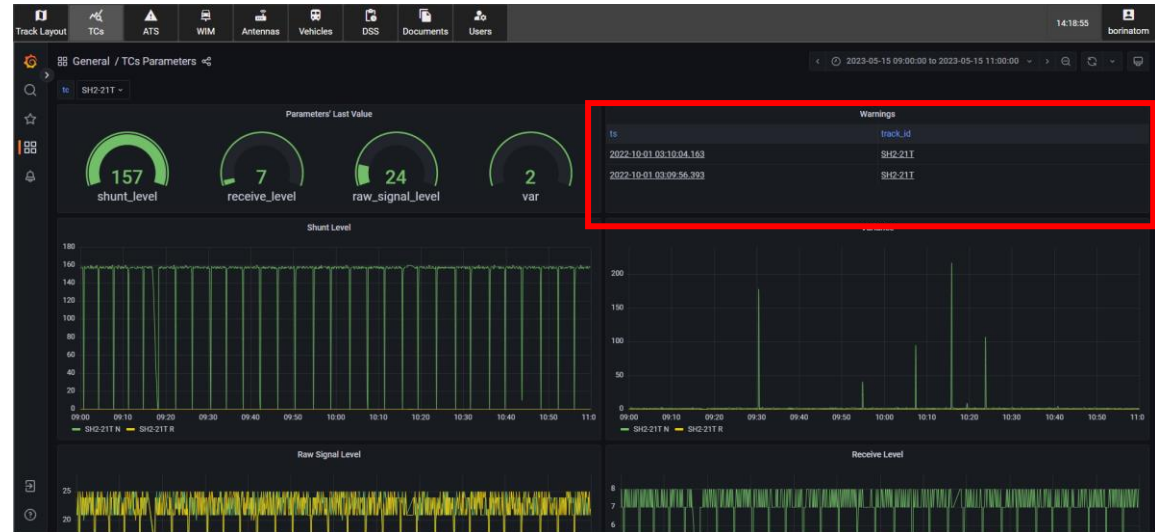 Track Layout TCs ATS WIM Antennas Vehicles DSS Documents Users 14:18:55 borinatom
General / TCs Parameters 2023-05-15 09:00:00 to 2023-05-15 11:00:00
tc SH2-21T
Parameters' Last Value
157 7 24 2
shunt_level receive_level raw_signal_level var
Warnings
ts track_id
2022-10-01 03:10:04.163 SH2-21T
2022-10-01 03:09:56.393 SH2-21T
Shunt Level
180
160
140
120
100
80
60
40
20
0
09:00 09:10 09:20 09:30 09:40 09:50 10:00 10:10 10:20 10:30 10:40 10:50 11:0
SH2-21T N SH2-21T R
200
150
100
50
0
09:00 09:10 09:20 09:30 09:40 09:50 10:00 10:10 10:20 10:30 10:40 10:50 11:0
SH2-21T N SH2-21T R
Raw Signal Level
25
20
Receive Level
8
7
6